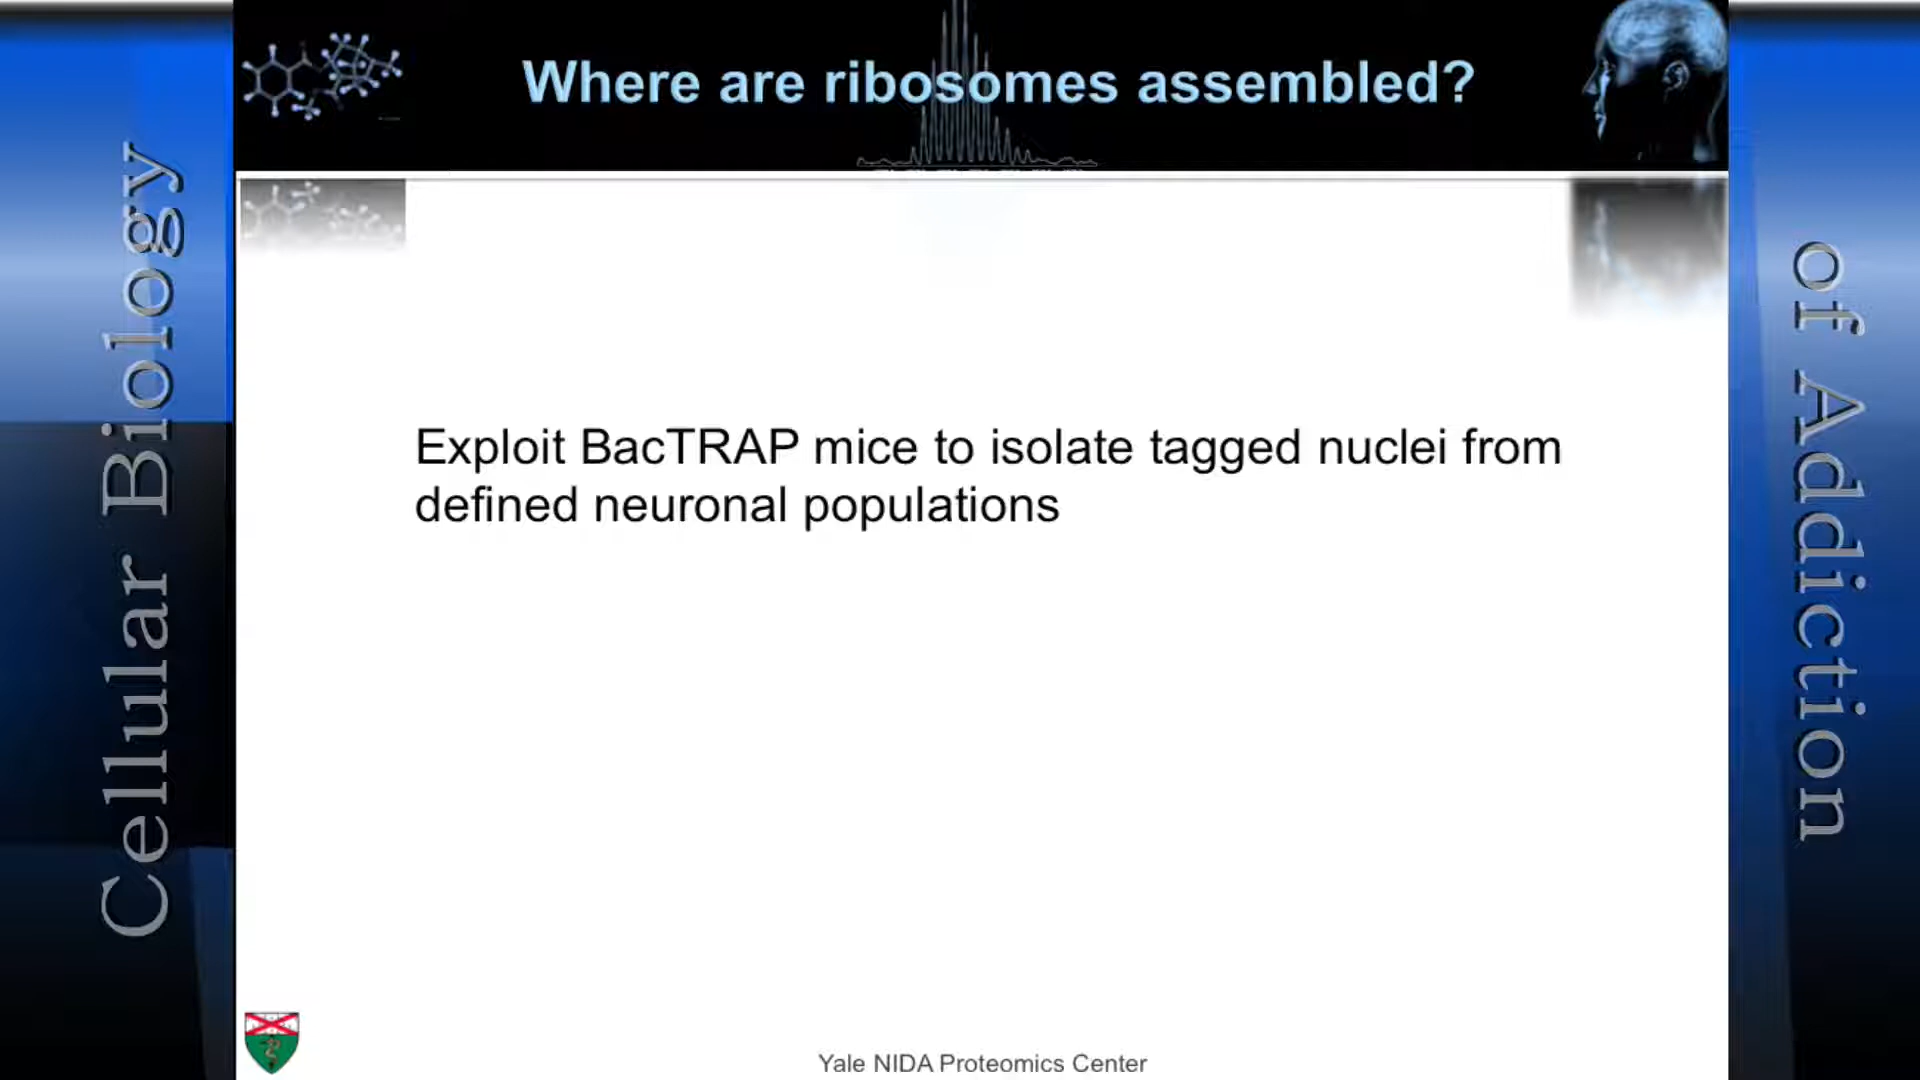 Where are ribosomes assembled?
Cellular Biology
of Addiction
Exploit BacTRAP mice to isolate tagged nuclei from
defined neuronal populations
Yale NIDA Proteomics Center